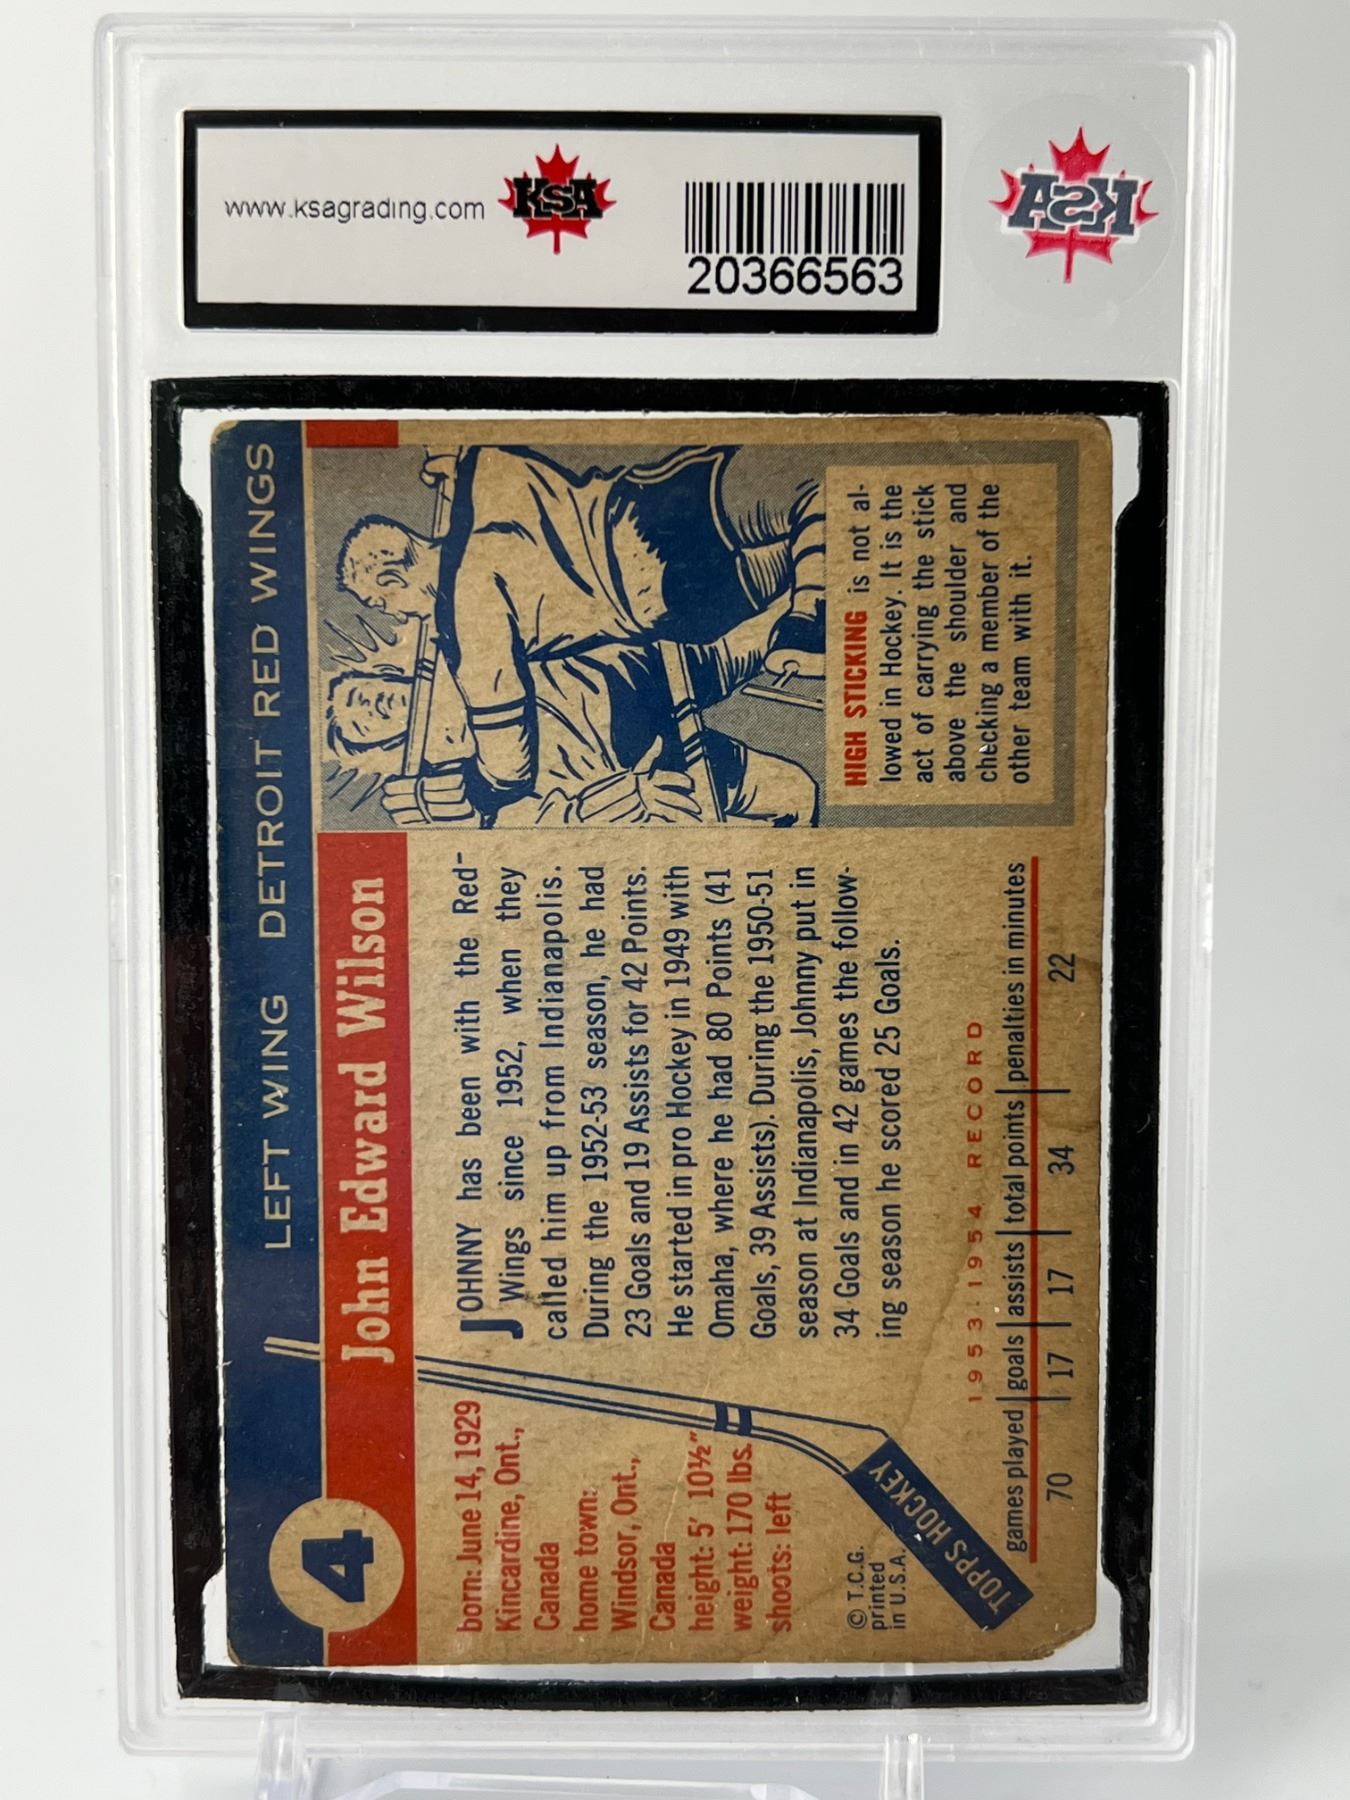 www.ksagrading.com
KSA
20366563
KSA
LEFT WING DETROIT RED WINGS
4
John Edward Wilson
born: June 14, 1929
Kincardine, Ont.,
Canada
home town:
Windsor, Ont.,
Canada
height: 5' 10½"
weight: 170 lbs.
shoots: left
© T.C.G.
printed
in U.S.A.
TOPPS HOCKEY
JOHNNY has been with the Red-
Wings since 1952, when they
called him up from Indianapolis.
During the 1952-53 season, he had
23 Goals and 19 Assists for 42 Points.
He started in pro Hockey in 1949 with
Omaha, where he had 80 Points (41
Goals, 39 Assists). During the 1950-51
season at Indianapolis, Johnny put in
34 Goals and in 42 games the follow-
ing season he scored 25 Goals.
HIGH STICKING is not al-
lowed in Hockey. It is the
act of carrying the stick
above the shoulder and
checking a member of the
other team with it.
1953-1954 RECORD
games played goals assists total points penalties in minutes
70 17 17 34 22